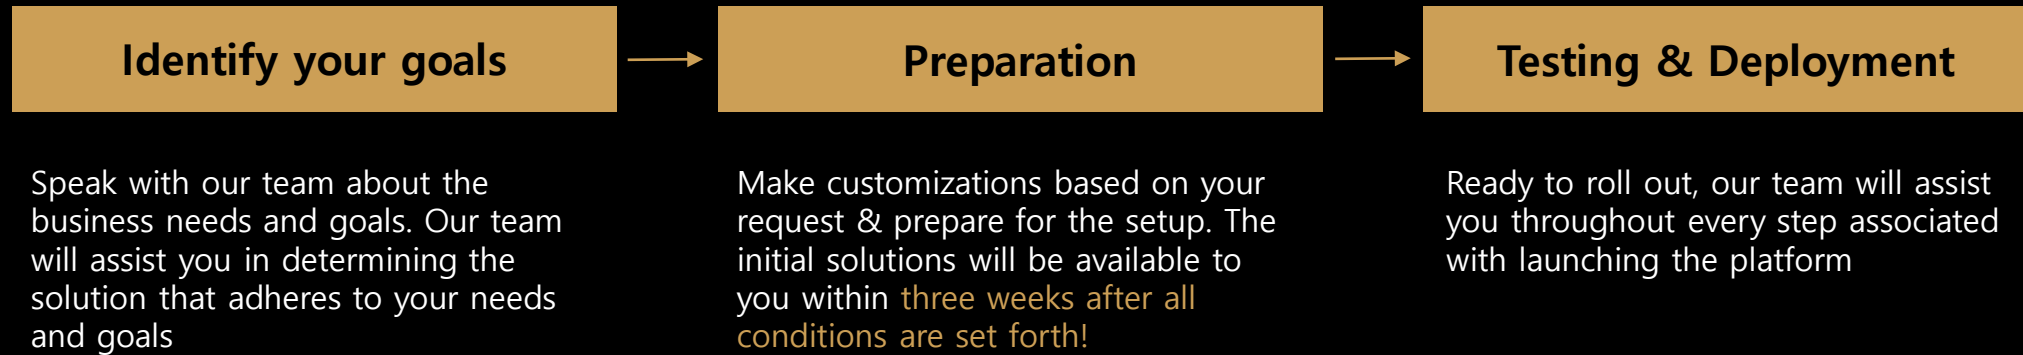 Identify your goals
Speak with our team about the
business needs and goals. Our team
will assist you in determining the
solution that adheres to your needs
and goals
Preparation
Make customizations based on your
request & prepare for the setup. The
initial solutions will be available to
you within three weeks after all
conditions are set forth!
Testing & Deployment
Ready to roll out, our team will assist
you throughout every step associated
with launching the platform